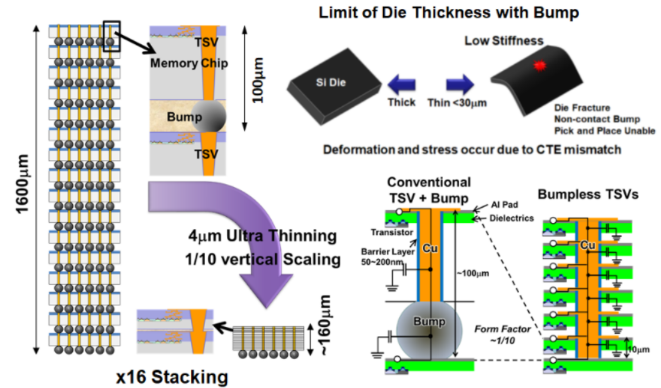 Limit of Die Thickness with Bump
TSV
Memory Chip
Bump
TSV
100μm
1600μm
Low Stiffness
Si Die
Thick
Thin <30μm
Die Fracture
Non-contact Bump
Pick and Place Unable
Deformation and stress occur due to CTE mismatch
4μm Ultra Thinning
1/10 vertical Scaling
~160μm
x16 Stacking
Conventional
TSV + Bump
Al Pad
Dielectrics
Transistor
Barrier Layer
50~200nm
Cu
~100μm
Bump
Form Factor
~1/10
Bumpless TSVs
Cu
10μm